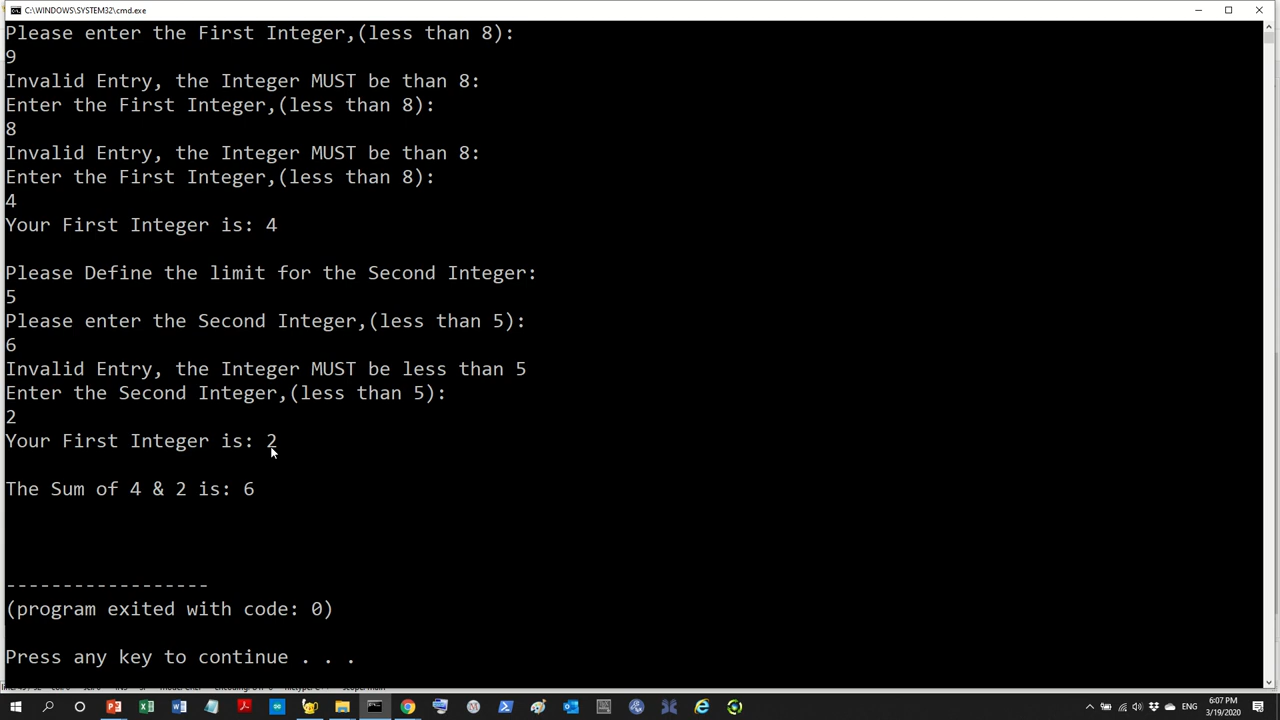 C:\WINDOWS\SYSTEM32\cmd.exe
Please enter the First Integer,(less than 8):
9
Invalid Entry, the Integer MUST be than 8:
Enter the First Integer,(less than 8):
8
Invalid Entry, the Integer MUST be than 8:
Enter the First Integer,(less than 8):
4
Your First Integer is: 4
Please Define the limit for the Second Integer:
5
Please enter the Second Integer,(less than 5):
6
Invalid Entry, the Integer MUST be less than 5
Enter the Second Integer,(less than 5):
2
Your First Integer is: 2
The Sum of 4 & 2 is: 6
------------------
(program exited with code: 0)
Press any key to continue . . .
6:07 PM
3/19/2020